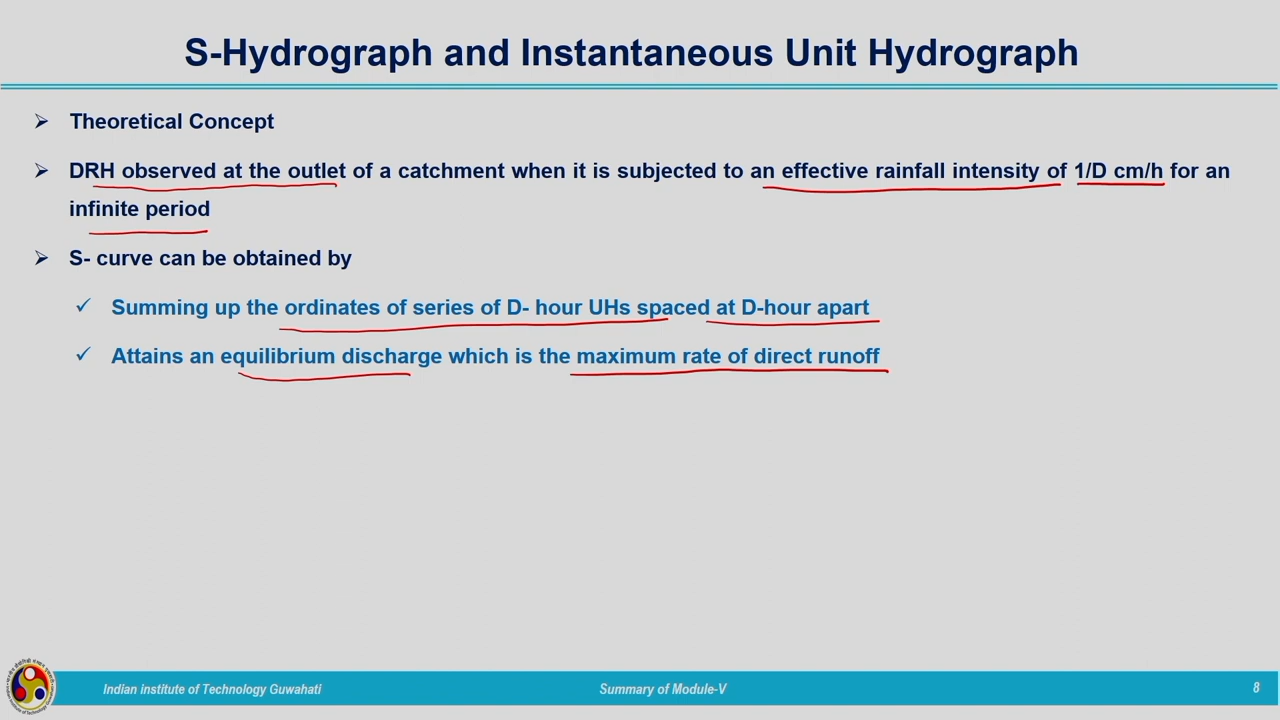 S-Hydrograph and Instantaneous Unit Hydrograph
➢ Theoretical Concept
➢ DRH observed at the outlet of a catchment when it is subjected to an effective rainfall intensity of 1/D cm/h for an
infinite period
➢ S- curve can be obtained by
✓ Summing up the ordinates of series of D- hour UHs spaced at D-hour apart
✓ Attains an equilibrium discharge which is the maximum rate of direct runoff
Indian institute of Technology Guwahati Summary of Module-V 8